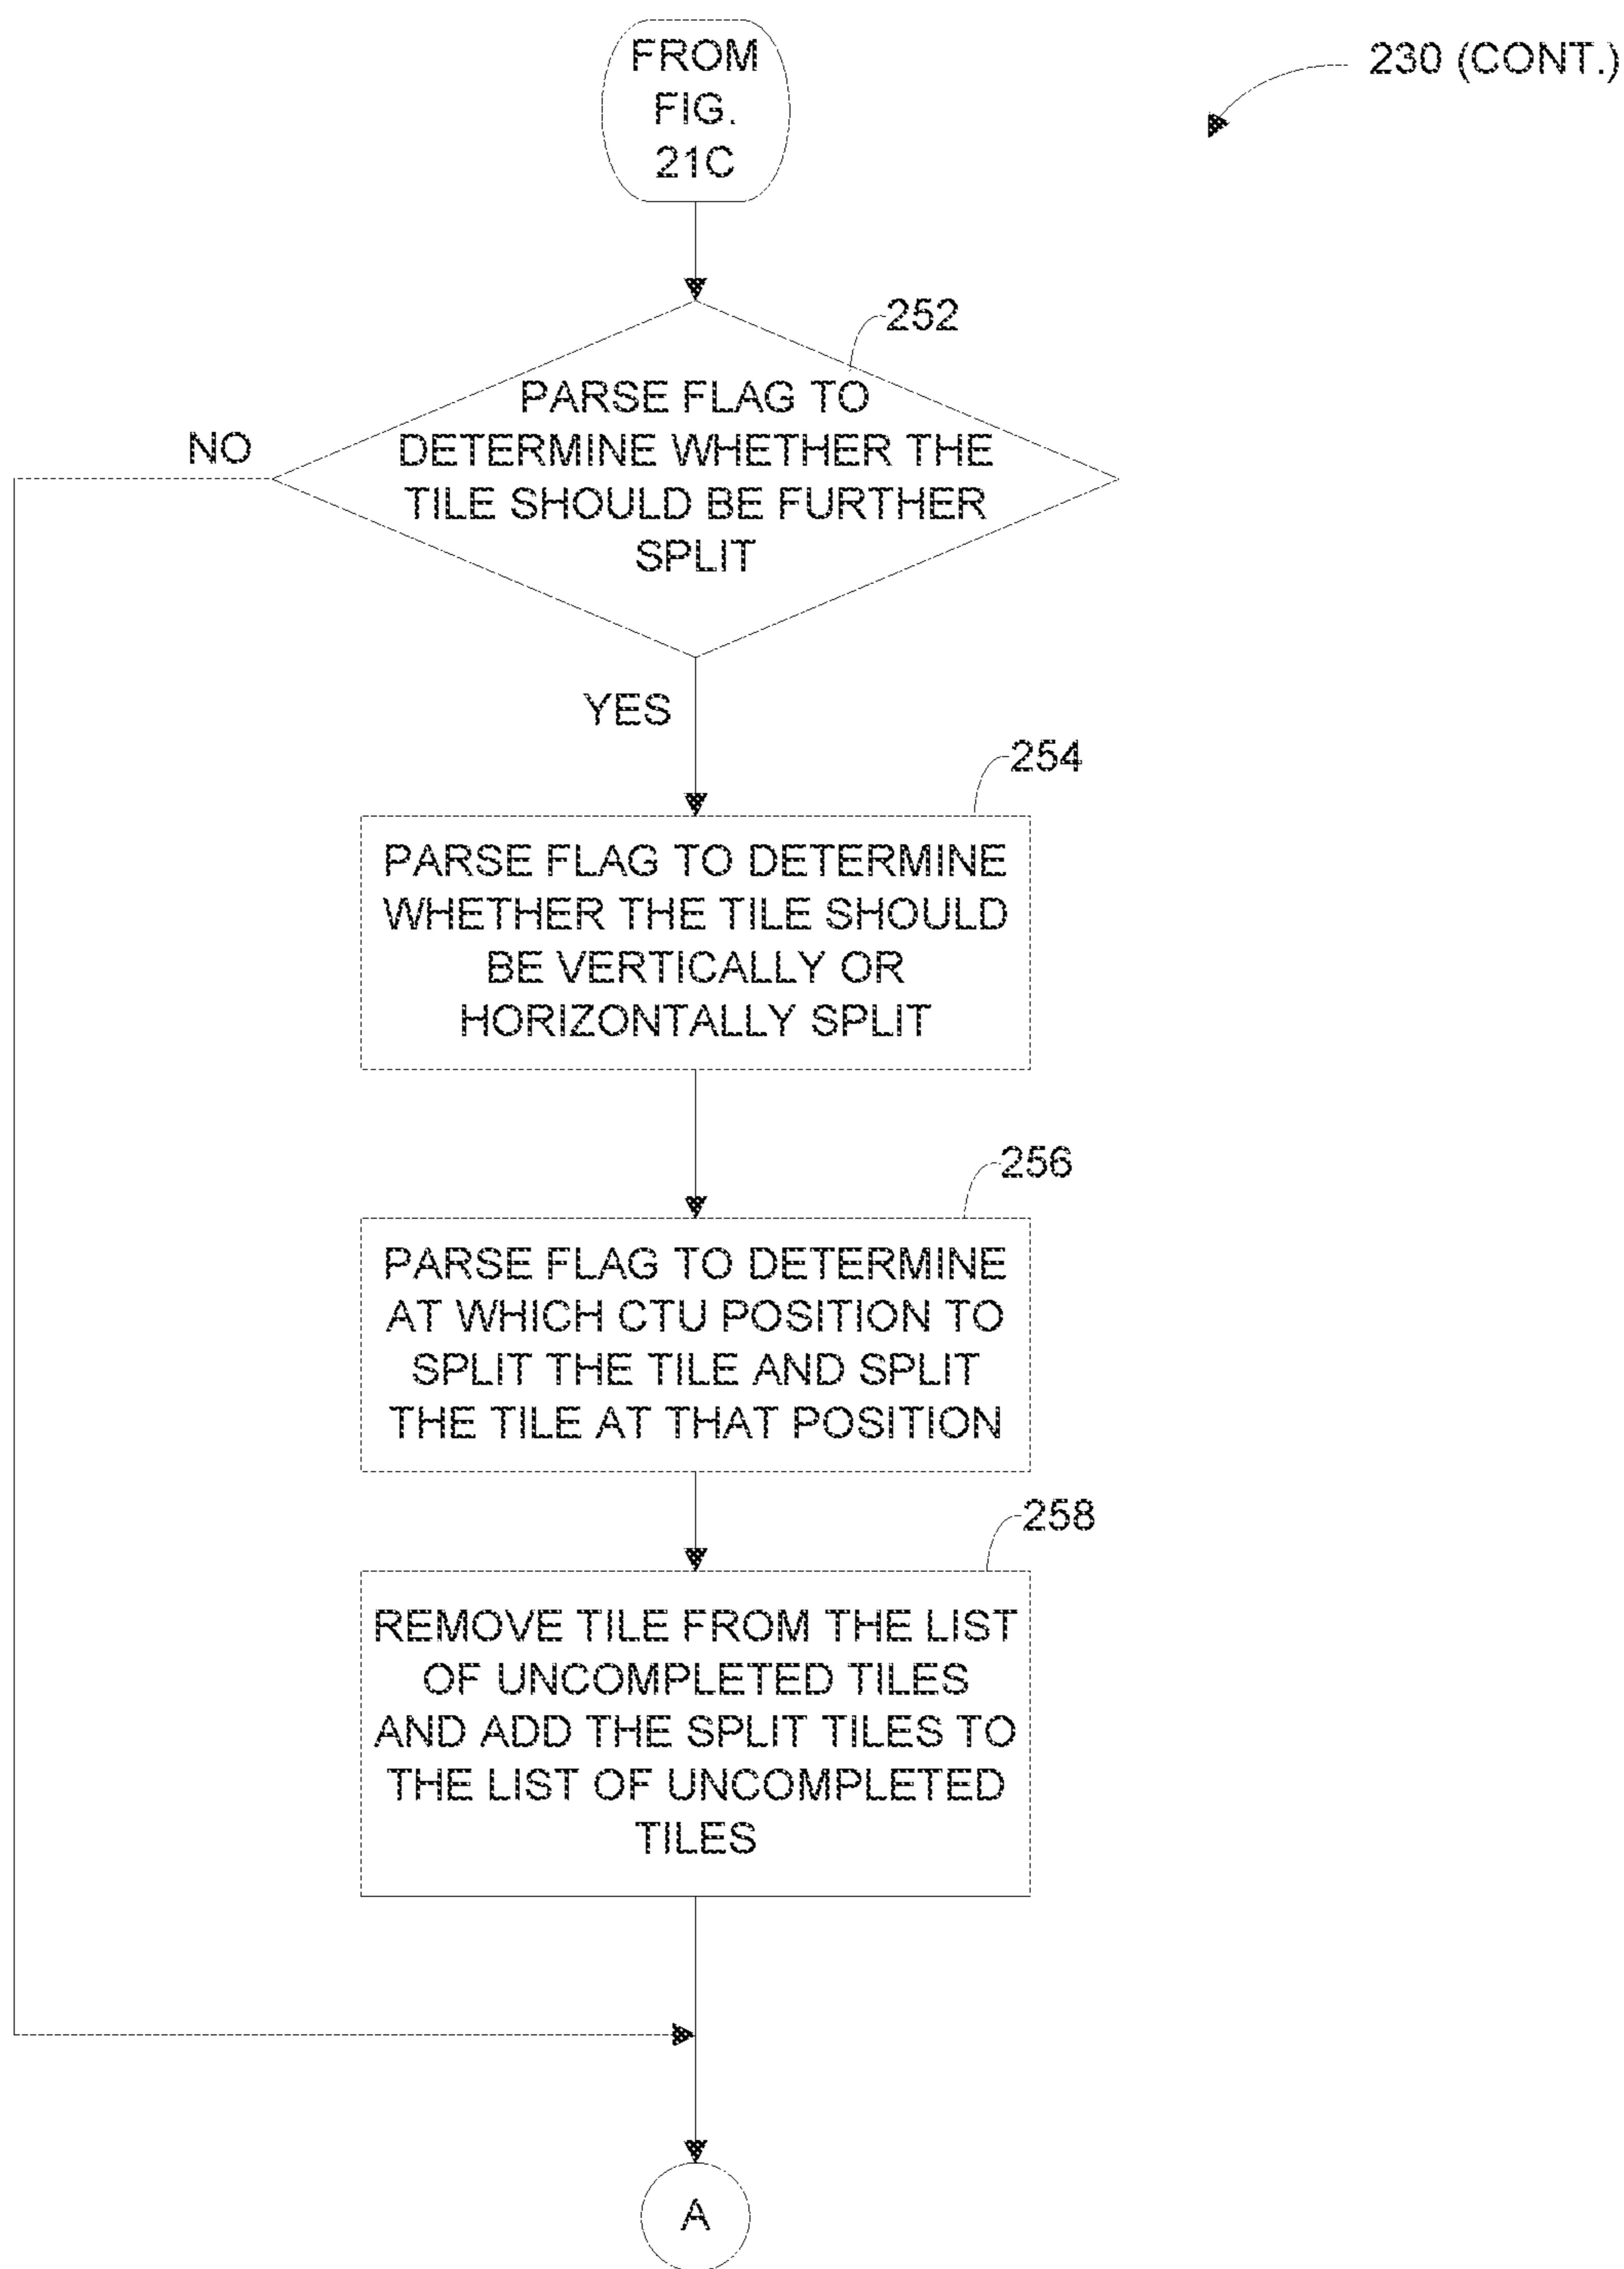 FROM
FIG.
21C
230 (CONT.)
252
PARSE FLAG TO
DETERMINE WHETHER THE
TILE SHOULD BE FURTHER
SPLIT
NO
YES
254
PARSE FLAG TO DETERMINE
WHETHER THE TILE SHOULD
BE VERTICALLY OR
HORIZONTALLY SPLIT
256
PARSE FLAG TO DETERMINE
AT WHICH CTU POSITION TO
SPLIT THE TILE AND SPLIT
THE TILE AT THAT POSITION
258
REMOVE TILE FROM THE LIST
OF UNCOMPLETED TILES
AND ADD THE SPLIT TILES TO
THE LIST OF UNCOMPLETED
TILES
A